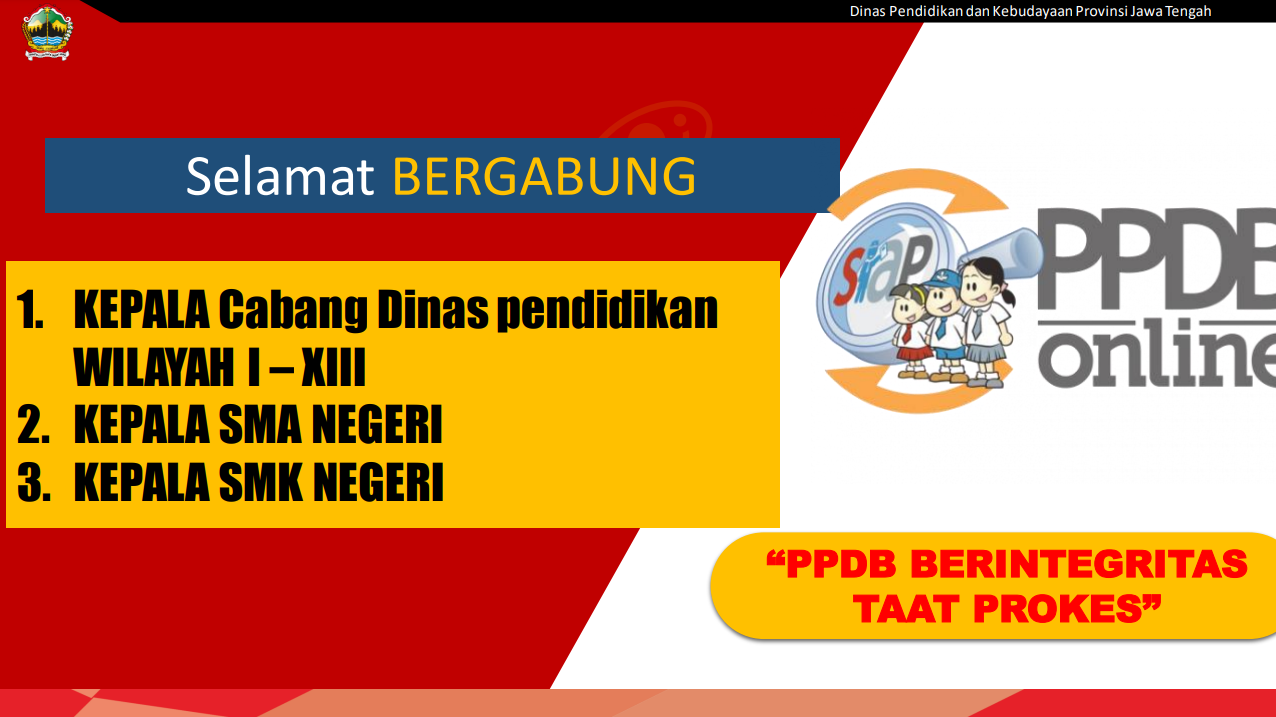 Dinas Pendidikan dan Kebudayaan Provinsi Jawa Tengah
Selamat BERGABUNG
1. KEPALA Cabang Dinas pendidikan
WILAYAH I – XIII
2. KEPALA SMA NEGERI
3. KEPALA SMK NEGERI
siap
PPDB
online
“PPDB BERINTEGRITAS
TAAT PROKES”